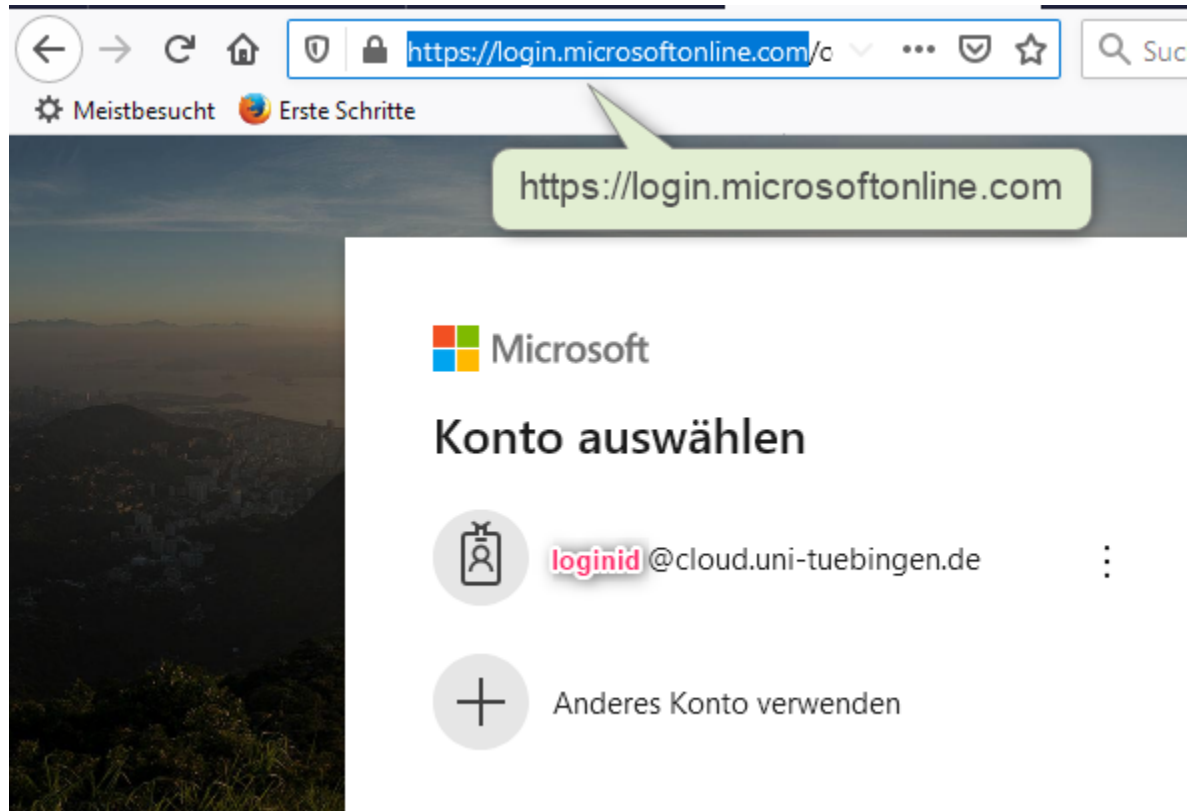 https://login.microsoftonline.com/c
Suc
Meistbesucht Erste Schritte
https://login.microsoftonline.com
Microsoft
Konto auswählen
loginid@cloud.uni-tuebingen.de
Anderes Konto verwenden